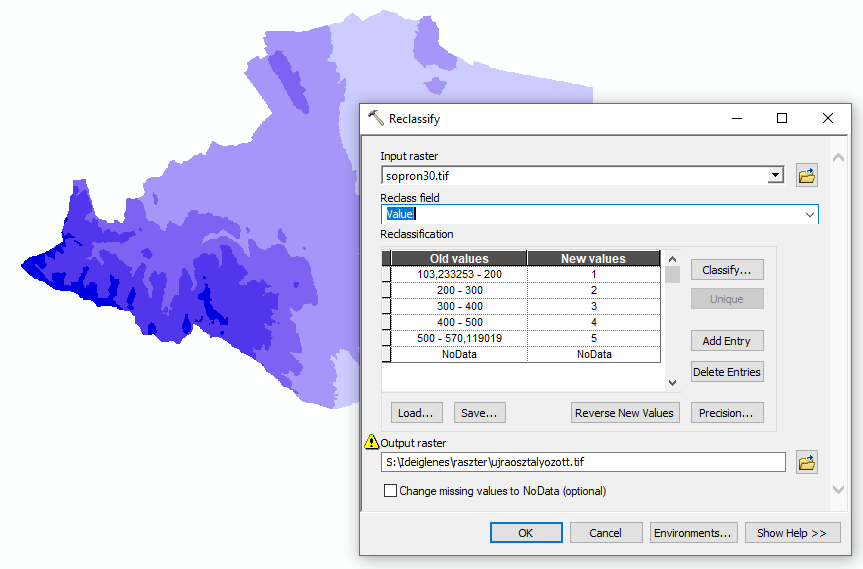 Reclassify
Input raster
sopron30.tif
Reclass field
Value
Reclassification
Old values New values
103,233253 - 200 1
200 - 300 2
300 - 400 3
400 - 500 4
500 - 570,119019 5
NoData NoData
Classify...
Unique
Add Entry
Delete Entries
Load... Save... Reverse New Values Precision...
Output raster
S:\Ideiglenes\raszter\ujraosztalyozott.tif
Change missing values to NoData (optional)
OK Cancel Environments... Show Help >>